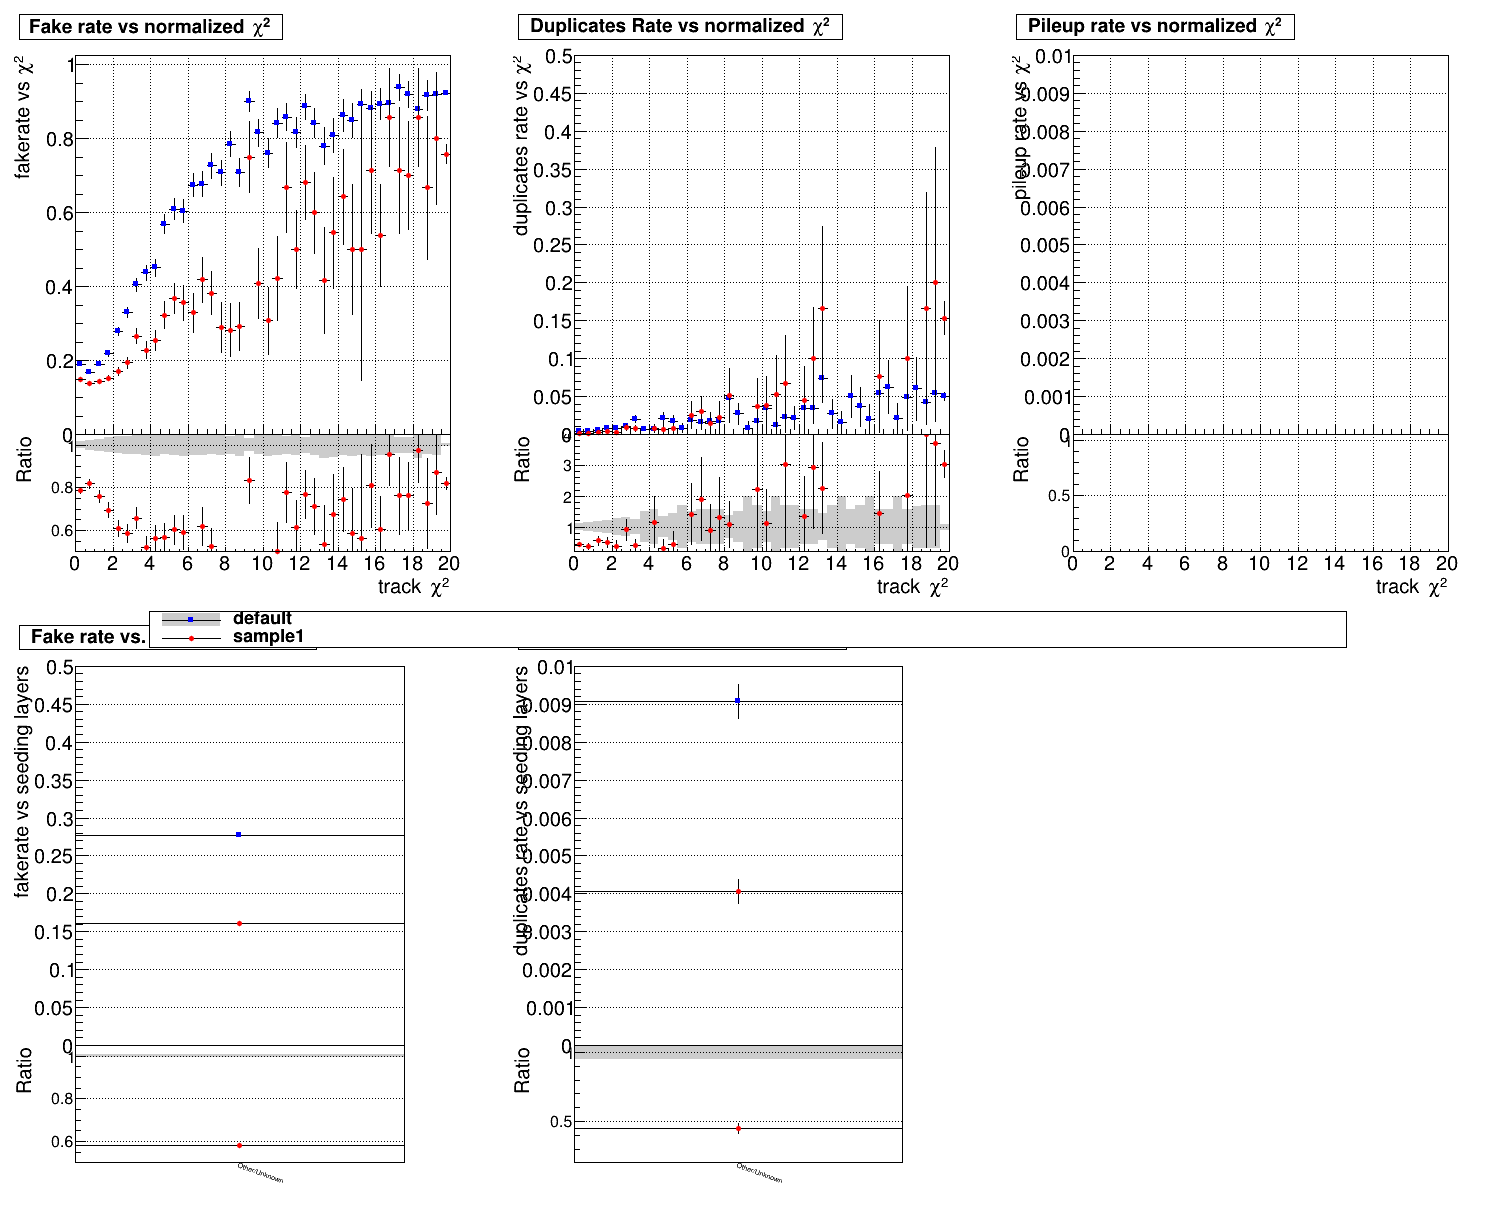 Fake rate vs normalized χ²
Duplicates Rate vs normalized χ²
Pileup rate vs normalized χ²
fakerate vs χ²
1
0.8
0.6
0.4
0.2
0
Ratio
1
0.8
0.6
0 2 4 6 8 10 12 14 16 18 20
track χ²
duplicates rate vs χ²
0.5
0.45
0.4
0.35
0.3
0.25
0.2
0.15
0.1
0.05
0
Ratio
3
2
1
0 2 4 6 8 10 12 14 16 18 20
track χ²
pileup rate vs χ²
0.01
0.009
0.008
0.007
0.006
0.005
0.004
0.003
0.002
0.001
0
Ratio
1
0.5
0
0 2 4 6 8 10 12 14 16 18 20
track χ²
default
sample1
Fake rate vs.
fakerate vs seeding layers
0.5
0.45
0.4
0.35
0.3
0.25
0.2
0.15
0.1
0.05
0
Ratio
1
0.8
0.6
Other/Unknown
duplicates rate vs seeding layers
0.01
0.009
0.008
0.007
0.006
0.005
0.004
0.003
0.002
0.001
0
Ratio
1
0.5
Other/Unknown